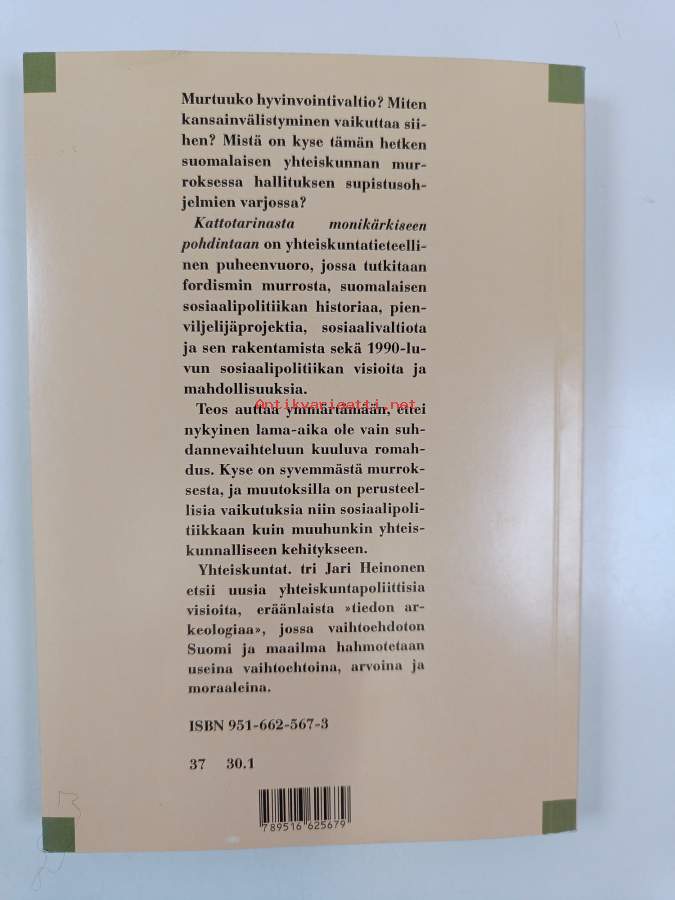 Murtuuko hyvinvointivaltio? Miten
kansainvälistyminen vaikuttaa sii-
hen? Mistä on kyse tämän hetken
suomalaisen yhteiskunnan mur-
roksessa hallituksen supistusoh-
jelmien varjossa?
Kattotarinasta monikärkiseen
pohdintaan on yhteiskuntatieteelli-
nen puheenvuoro, jossa tutkitaan
fordismin murrosta, suomalaisen
sosiaalipolitiikan historiaa, pien-
viljelijäprojektia, sosiaalivaltiota
ja sen rakentamista sekä 1990-lu-
vun sosiaalipolitiikan visioita ja
mahdollisuuksia.
Antikvariaatti.net
Teos auttaa ymmärtämään, ettei
nykyinen lama-aika ole vain suh-
dannevaihteluun kuuluva romah-
dus. Kyse on syvemmästä murrok-
sesta, ja muutoksilla on perusteel-
lisia vaikutuksia niin sosiaalipoli-
tiikkaan kuin muuhunkin yhteis-
kunnalliseen kehitykseen.
Yhteiskuntat. tri Jari Heinonen
etsii uusia yhteiskuntapoliittisia
visioita, eräänlaista »tiedon ar-
keologiaa», jossa vaihtoehdoton
Suomi ja maailma hahmotetaan
useina vaihtoehtoina, arvoina ja
moraaleina.
ISBN 951-662-567-3
37 30.1
789516 625679